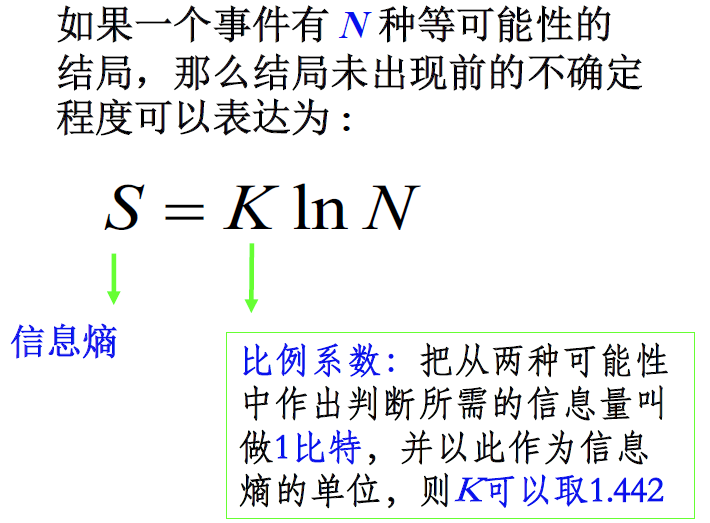 如果一个事件有 N 种等可能性的
结局，那么结局未出现前的不确定
程度可以表达为：
S = K ln N
信息熵
比例系数：把从两种可能性
中作出判断所需的信息量叫
做1比特，并以此作为信息
熵的单位，则K可以取1.442